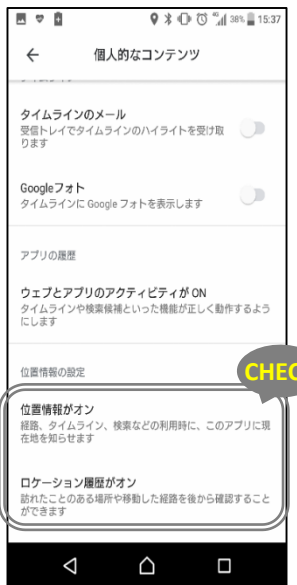 38% 15:37
個人的なコンテンツ
タイムラインのメール
受信トレイでタイムラインのハイライトを受け取
ります
Googleフォト
タイムラインに Google フォトを表示します
アプリの履歴
ウェブとアプリのアクティビティが ON
タイムラインや検索候補といった機能が正しく動作するよう
にします
位置情報の設定
CHEC
位置情報がオン
経路、タイムライン、検索などの利用時に、このアプリに現
在地を知らせます
ロケーション履歴がオン
訪れたことのある場所や移動した経路を後から確認すること
ができます